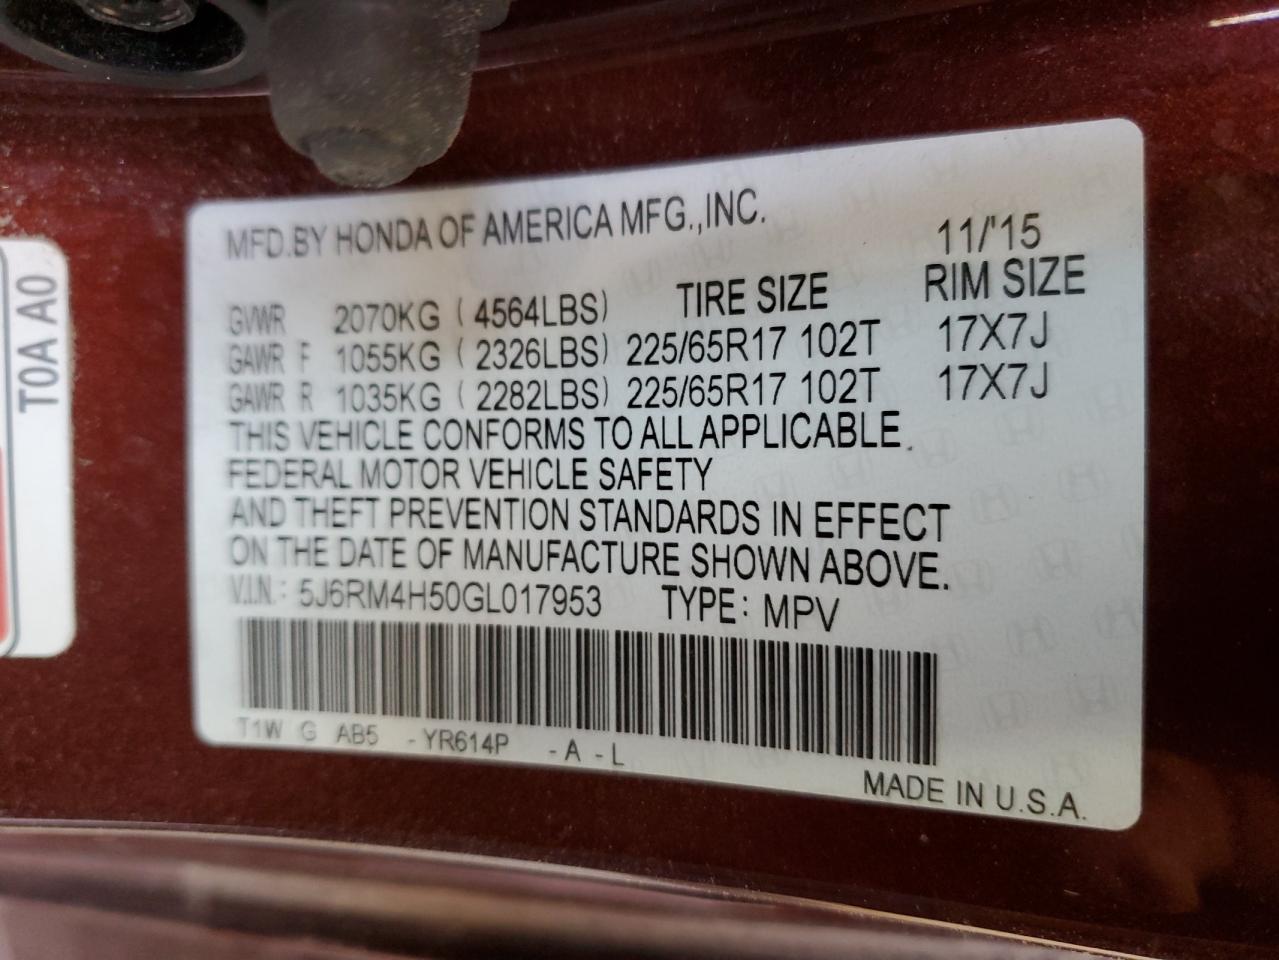 MFD.BY HONDA OF AMERICA MFG.,INC. 11/'15
GVWR 2070KG ( 4564LBS) TIRE SIZE RIM SIZE
GAWR F 1055KG ( 2326LBS) 225/65R17 102T 17X7J
GAWR R 1035KG ( 2282LBS) 225/65R17 102T 17X7J
THIS VEHICLE CONFORMS TO ALL APPLICABLE
FEDERAL MOTOR VEHICLE SAFETY
AND THEFT PREVENTION STANDARDS IN EFFECT
ON THE DATE OF MANUFACTURE SHOWN ABOVE.
V.I.N.: 5J6RM4H50GL017953 TYPE: MPV
T1W G AB5 -YR614P -A -L
MADE IN U.S.A.
T0A A0